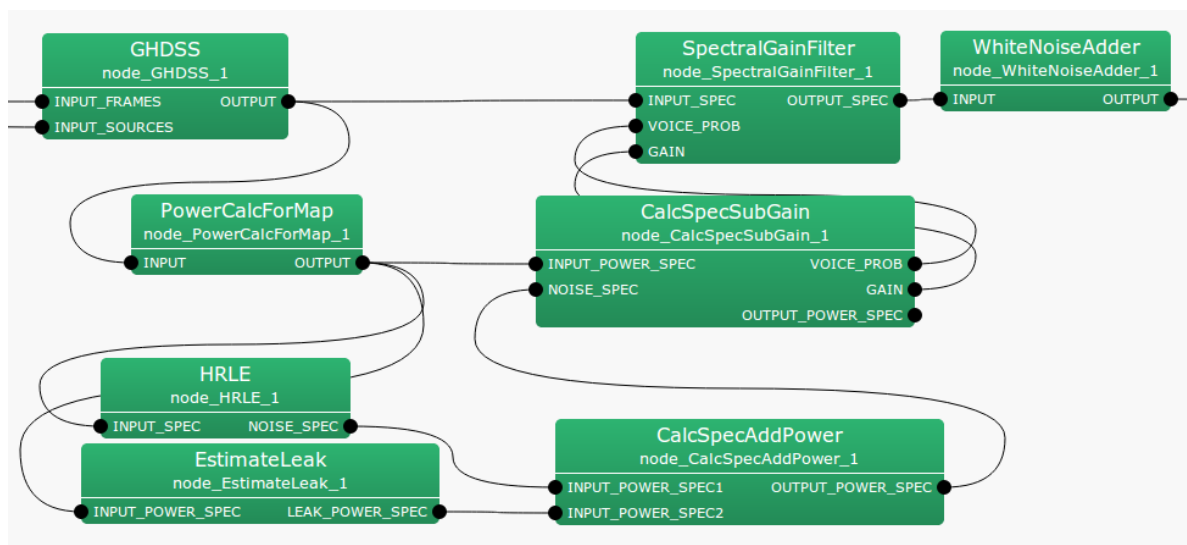 GHDSS
node_GHDSS_1
INPUT_FRAMES OUTPUT
INPUT_SOURCES
SpectralGainFilter
node_SpectralGainFilter_1
INPUT_SPEC OUTPUT_SPEC
VOICE_PROB
GAIN
WhiteNoiseAdder
node_WhiteNoiseAdder_1
INPUT OUTPUT
PowerCalcForMap
node_PowerCalcForMap_1
INPUT OUTPUT
CalcSpecSubGain
node_CalcSpecSubGain_1
INPUT_POWER_SPEC VOICE_PROB
NOISE_SPEC GAIN
OUTPUT_POWER_SPEC
HRLE
node_HRLE_1
INPUT_SPEC NOISE_SPEC
EstimateLeak
node_EstimateLeak_1
INPUT_POWER_SPEC LEAK_POWER_SPEC
CalcSpecAddPower
node_CalcSpecAddPower_1
INPUT_POWER_SPEC1 OUTPUT_POWER_SPEC
INPUT_POWER_SPEC2